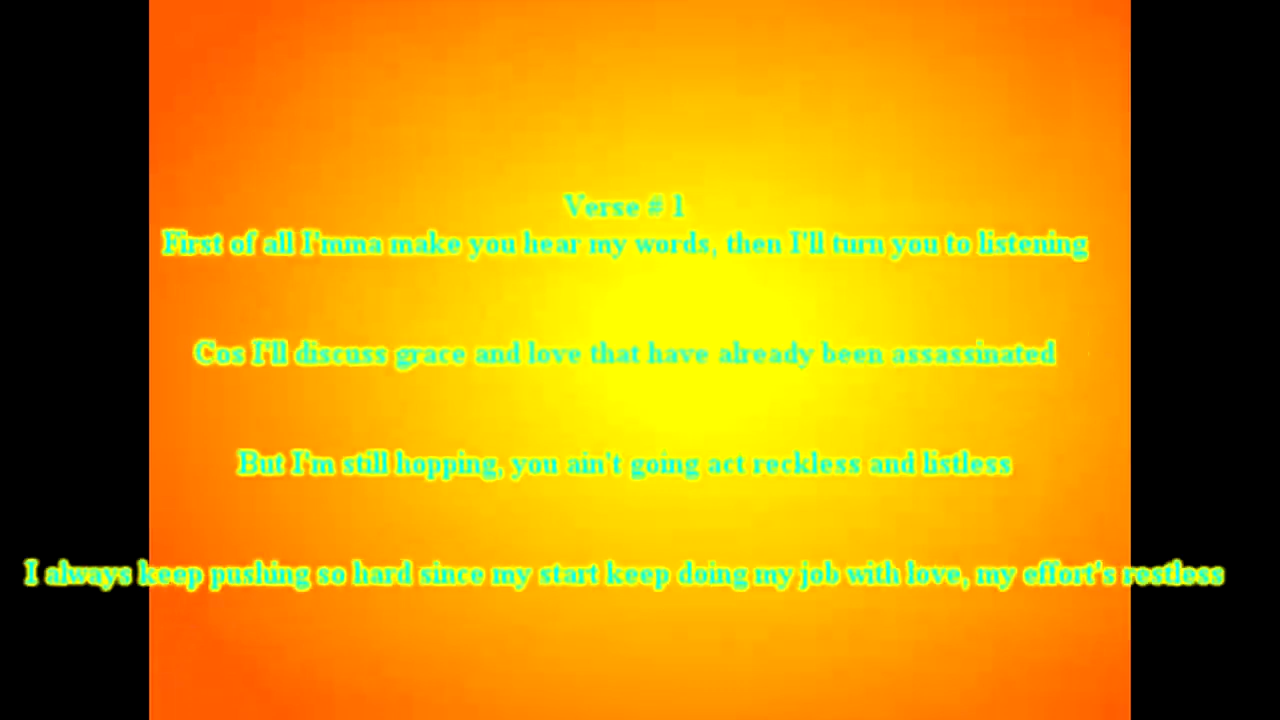 Verse # 1
First of all I'mma make you hear my words, then I'll turn you to listening
Cos I'll discuss grace and love that have already been assassinated
But I'm still hopping, you ain't going act reckless and listless
I always keep pushing so hard since my start keep doing my job with love, my effort's restless